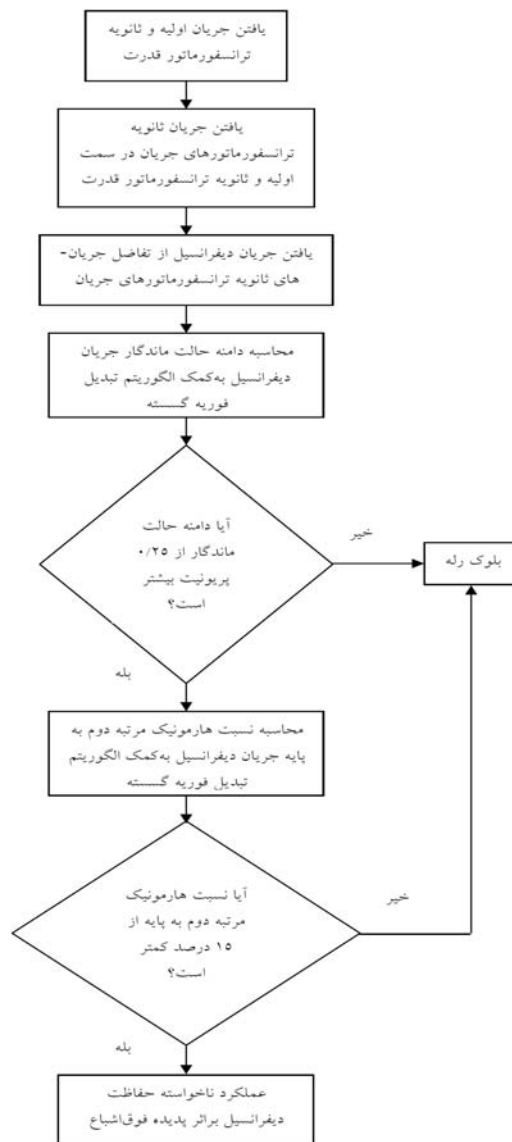 یافتن جریان اولیه و ثانویه
ترانسفورماتور قدرت
یافتن جریان ثانویه
ترانسفورماتورهای جریان در سمت
اولیه و ثانویه ترانسفورماتور قدرت
یافتن جریان دیفرانسیل از تفاضل جریان-
های ثانویه ترانسفورماتورهای جریان
محاسبه دامنه حالت ماندگار جریان
دیفرانسیل به‌کمک الگوریتم تبدیل
فوریه گسسته
آیا دامنه حالت
ماندگار از ۰/۲۵
پریونیت بیشتر
است؟
خیر
بلوک رله
بله
محاسبه نسبت هارمونیک مرتبه دوم به
پایه جریان دیفرانسیل به‌کمک الگوریتم
تبدیل فوریه گسسته
آیا نسبت هارمونیک
مرتبه دوم به پایه از
۱۵ درصد کمتر
است؟
خیر
بله
عملکرد ناخواسته حفاظت
دیفرانسیل براثر پدیده فوق‌اشباع